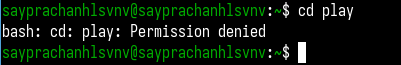 sayprachanhlsvnv@sayprachanhlsvnv:~$ cd play
bash: cd: play: Permission denied
sayprachanhlsvnv@sayprachanhlsvnv:~$